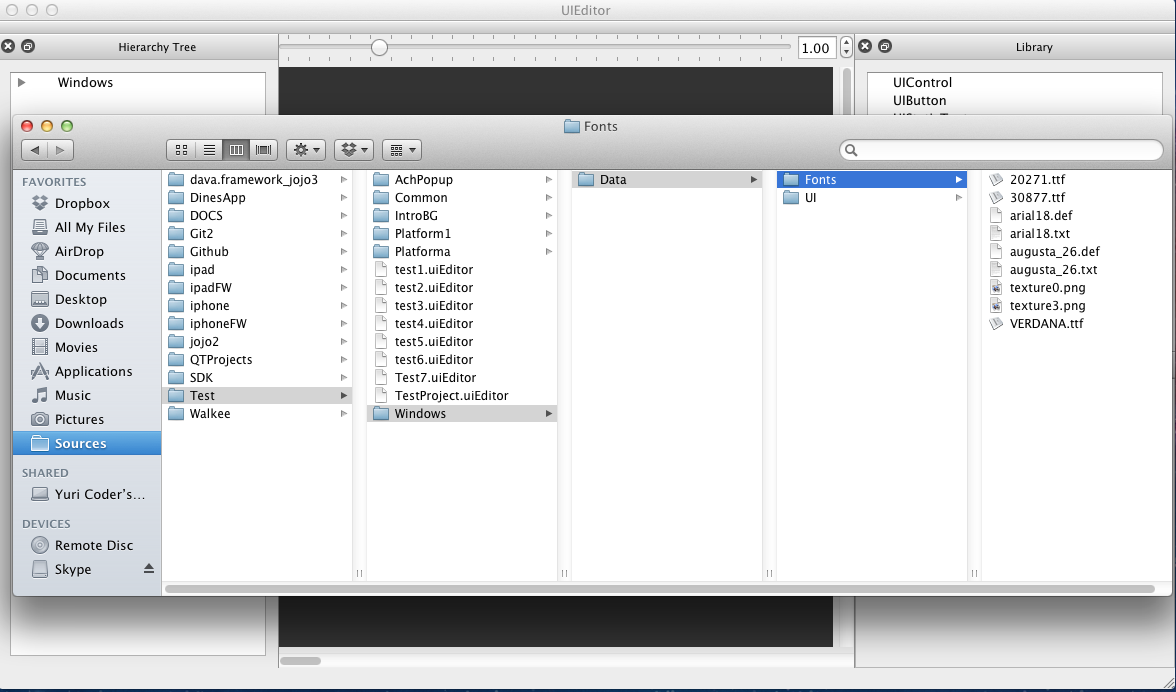 UIEditor
Hierarchy Tree
1.00
Library
Windows
UIControl
UIButton
Fonts
FAVORITES
Dropbox
All My Files
AirDrop
Documents
Desktop
Downloads
Movies
Applications
Music
Pictures
Sources
SHARED
Yuri Coder's...
DEVICES
Remote Disc
Skype
dava.framework_jojo3
DinesApp
DOCS
Git2
Github
ipad
ipadFW
iphone
iphoneFW
jojo2
QTProjects
SDK
Test
Walkee
AchPopup
Common
IntroBG
Platform1
Platforma
test1.uiEditor
test2.uiEditor
test3.uiEditor
test4.uiEditor
test5.uiEditor
test6.uiEditor
Test7.uiEditor
TestProject.uiEditor
Windows
Data
Fonts
UI
20271.ttf
30877.ttf
arial18.def
arial18.txt
augusta_26.def
augusta_26.txt
texture0.png
texture3.png
VERDANA.ttf